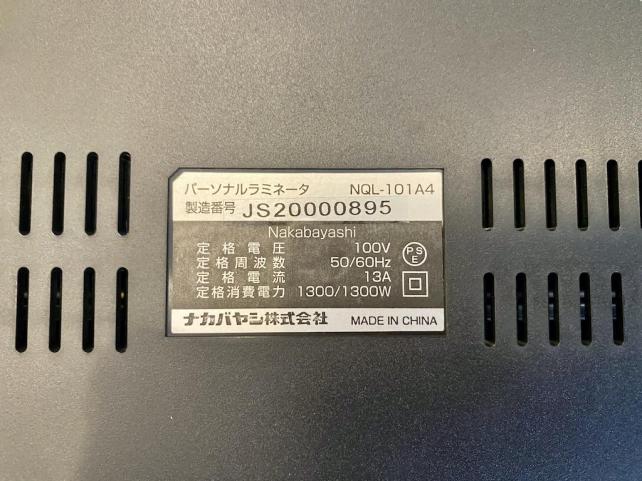 パーソナルラミネータ NQL-101A4
製造番号 JS20000895
Nakabayashi
定格電圧 100V
定格周波数 50/60Hz
定格電流 13A
定格消費電力 1300/1300W
PSE
ナカバヤシ株式会社 MADE IN CHINA